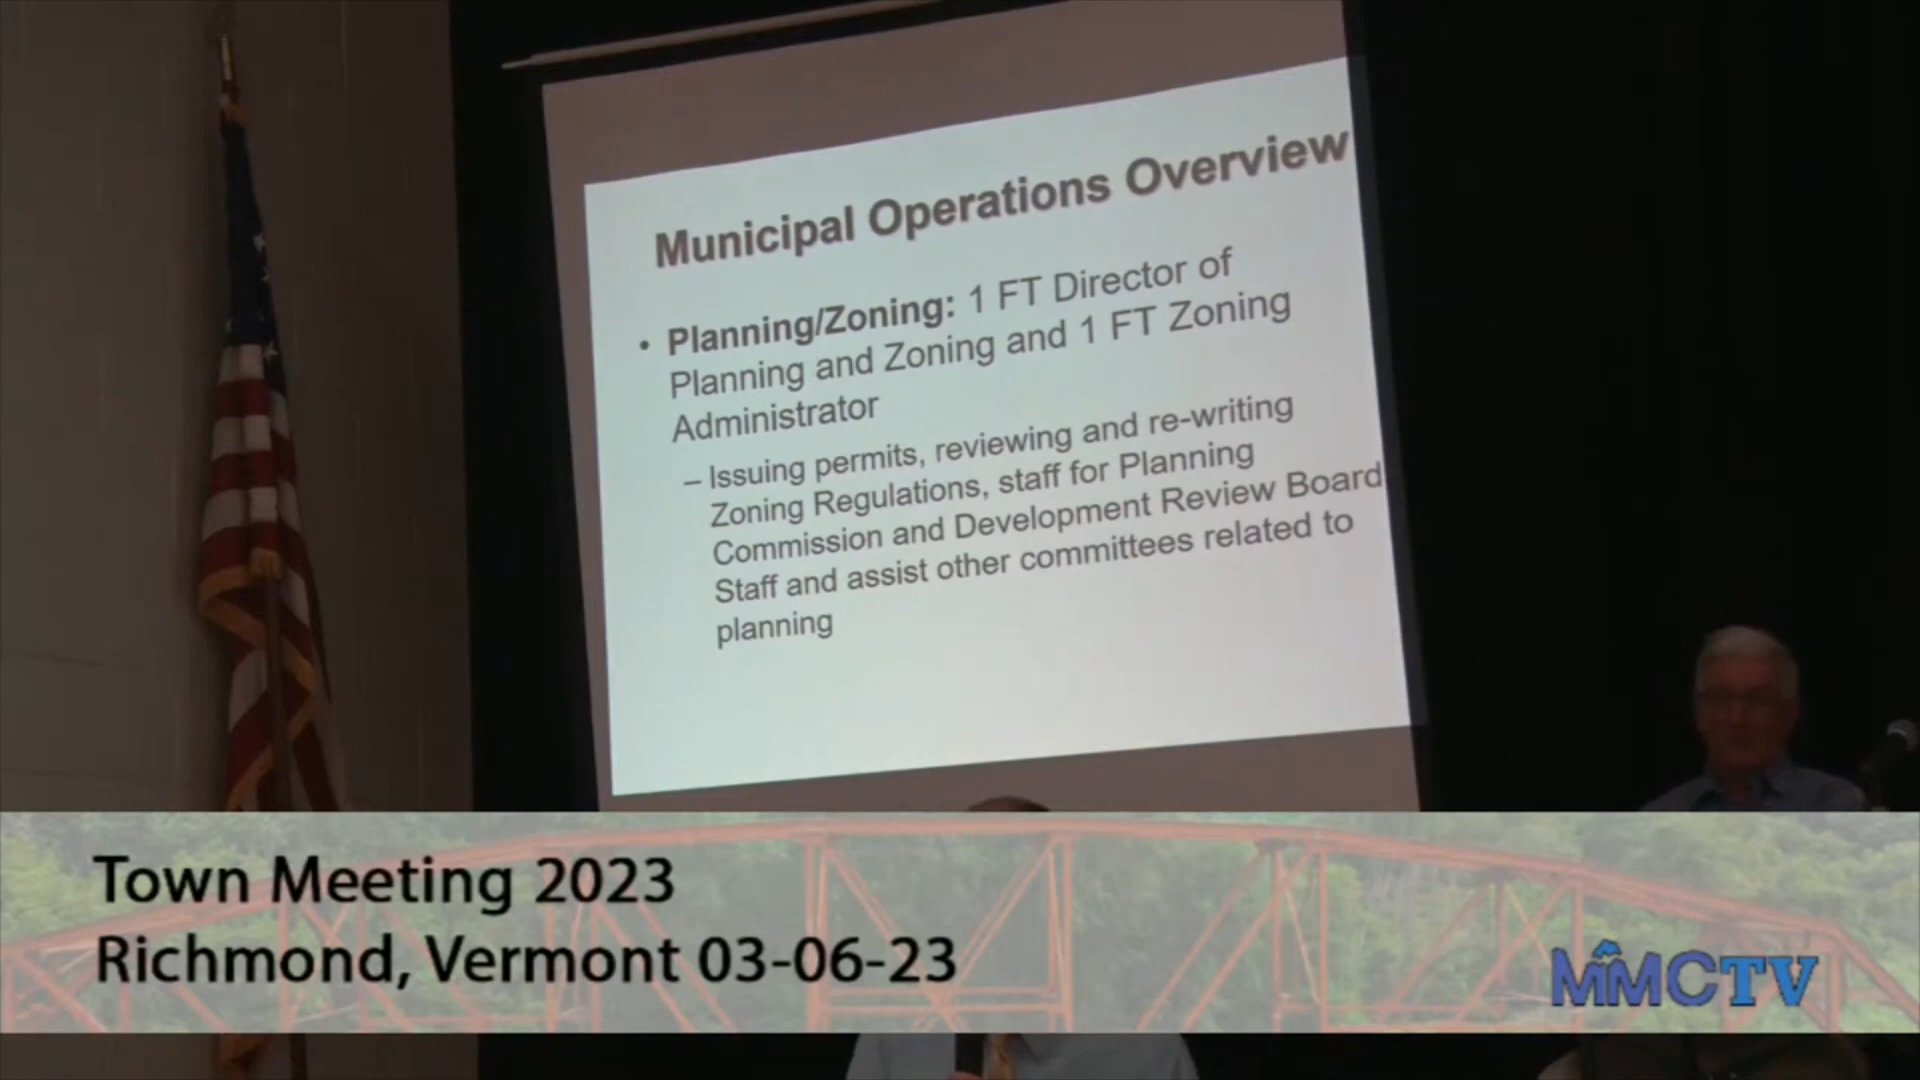 Municipal Operations Overview
• Planning/Zoning: 1 FT Director of
Planning and Zoning and 1 FT Zoning
Administrator
– Issuing permits, reviewing and re-writing
Zoning Regulations, staff for Planning
Commission and Development Review Board
Staff and assist other committees related to
planning
Town Meeting 2023
Richmond, Vermont 03-06-23
MMCTV